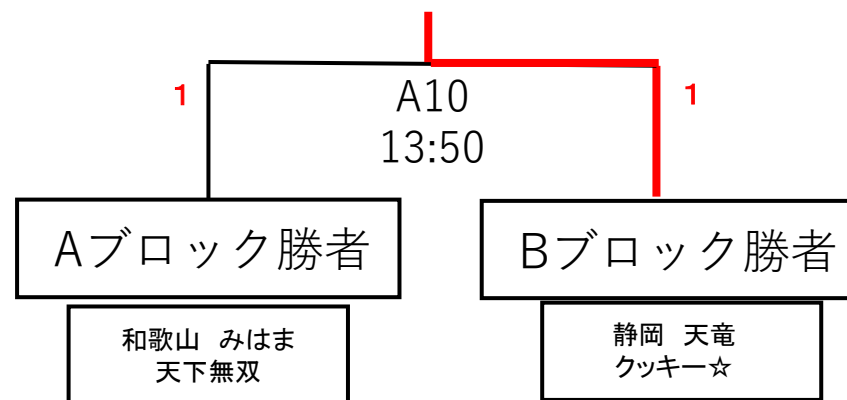 1
A10
1
13:50
Aブロック勝者
Bブロック勝者
和歌山　みはま
天下無双
静岡　天竜
クッキー☆